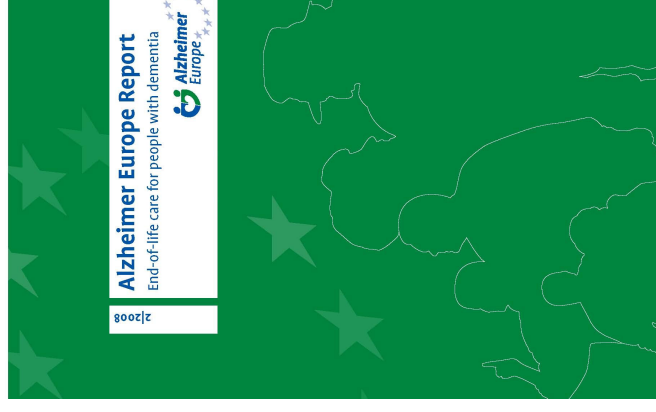 Alzheimer Europe Report
End-of-life care for people with dementia
Alzheimer
Europe
2|2008